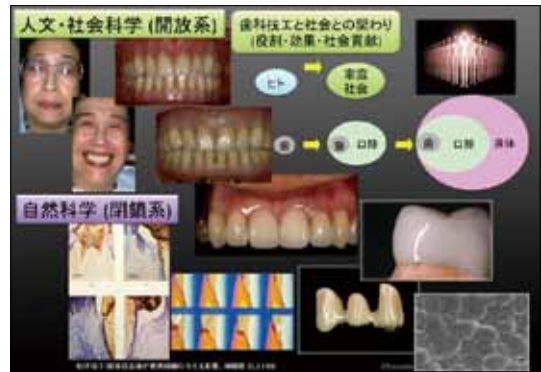 人文・社会科学 (開放系)
歯科技工と社会との関わり
(役割・効果・社会貢献)
ヒト
家庭
社会
歯
歯
口腔
歯
口腔
身体
自然科学 (閉鎖系)